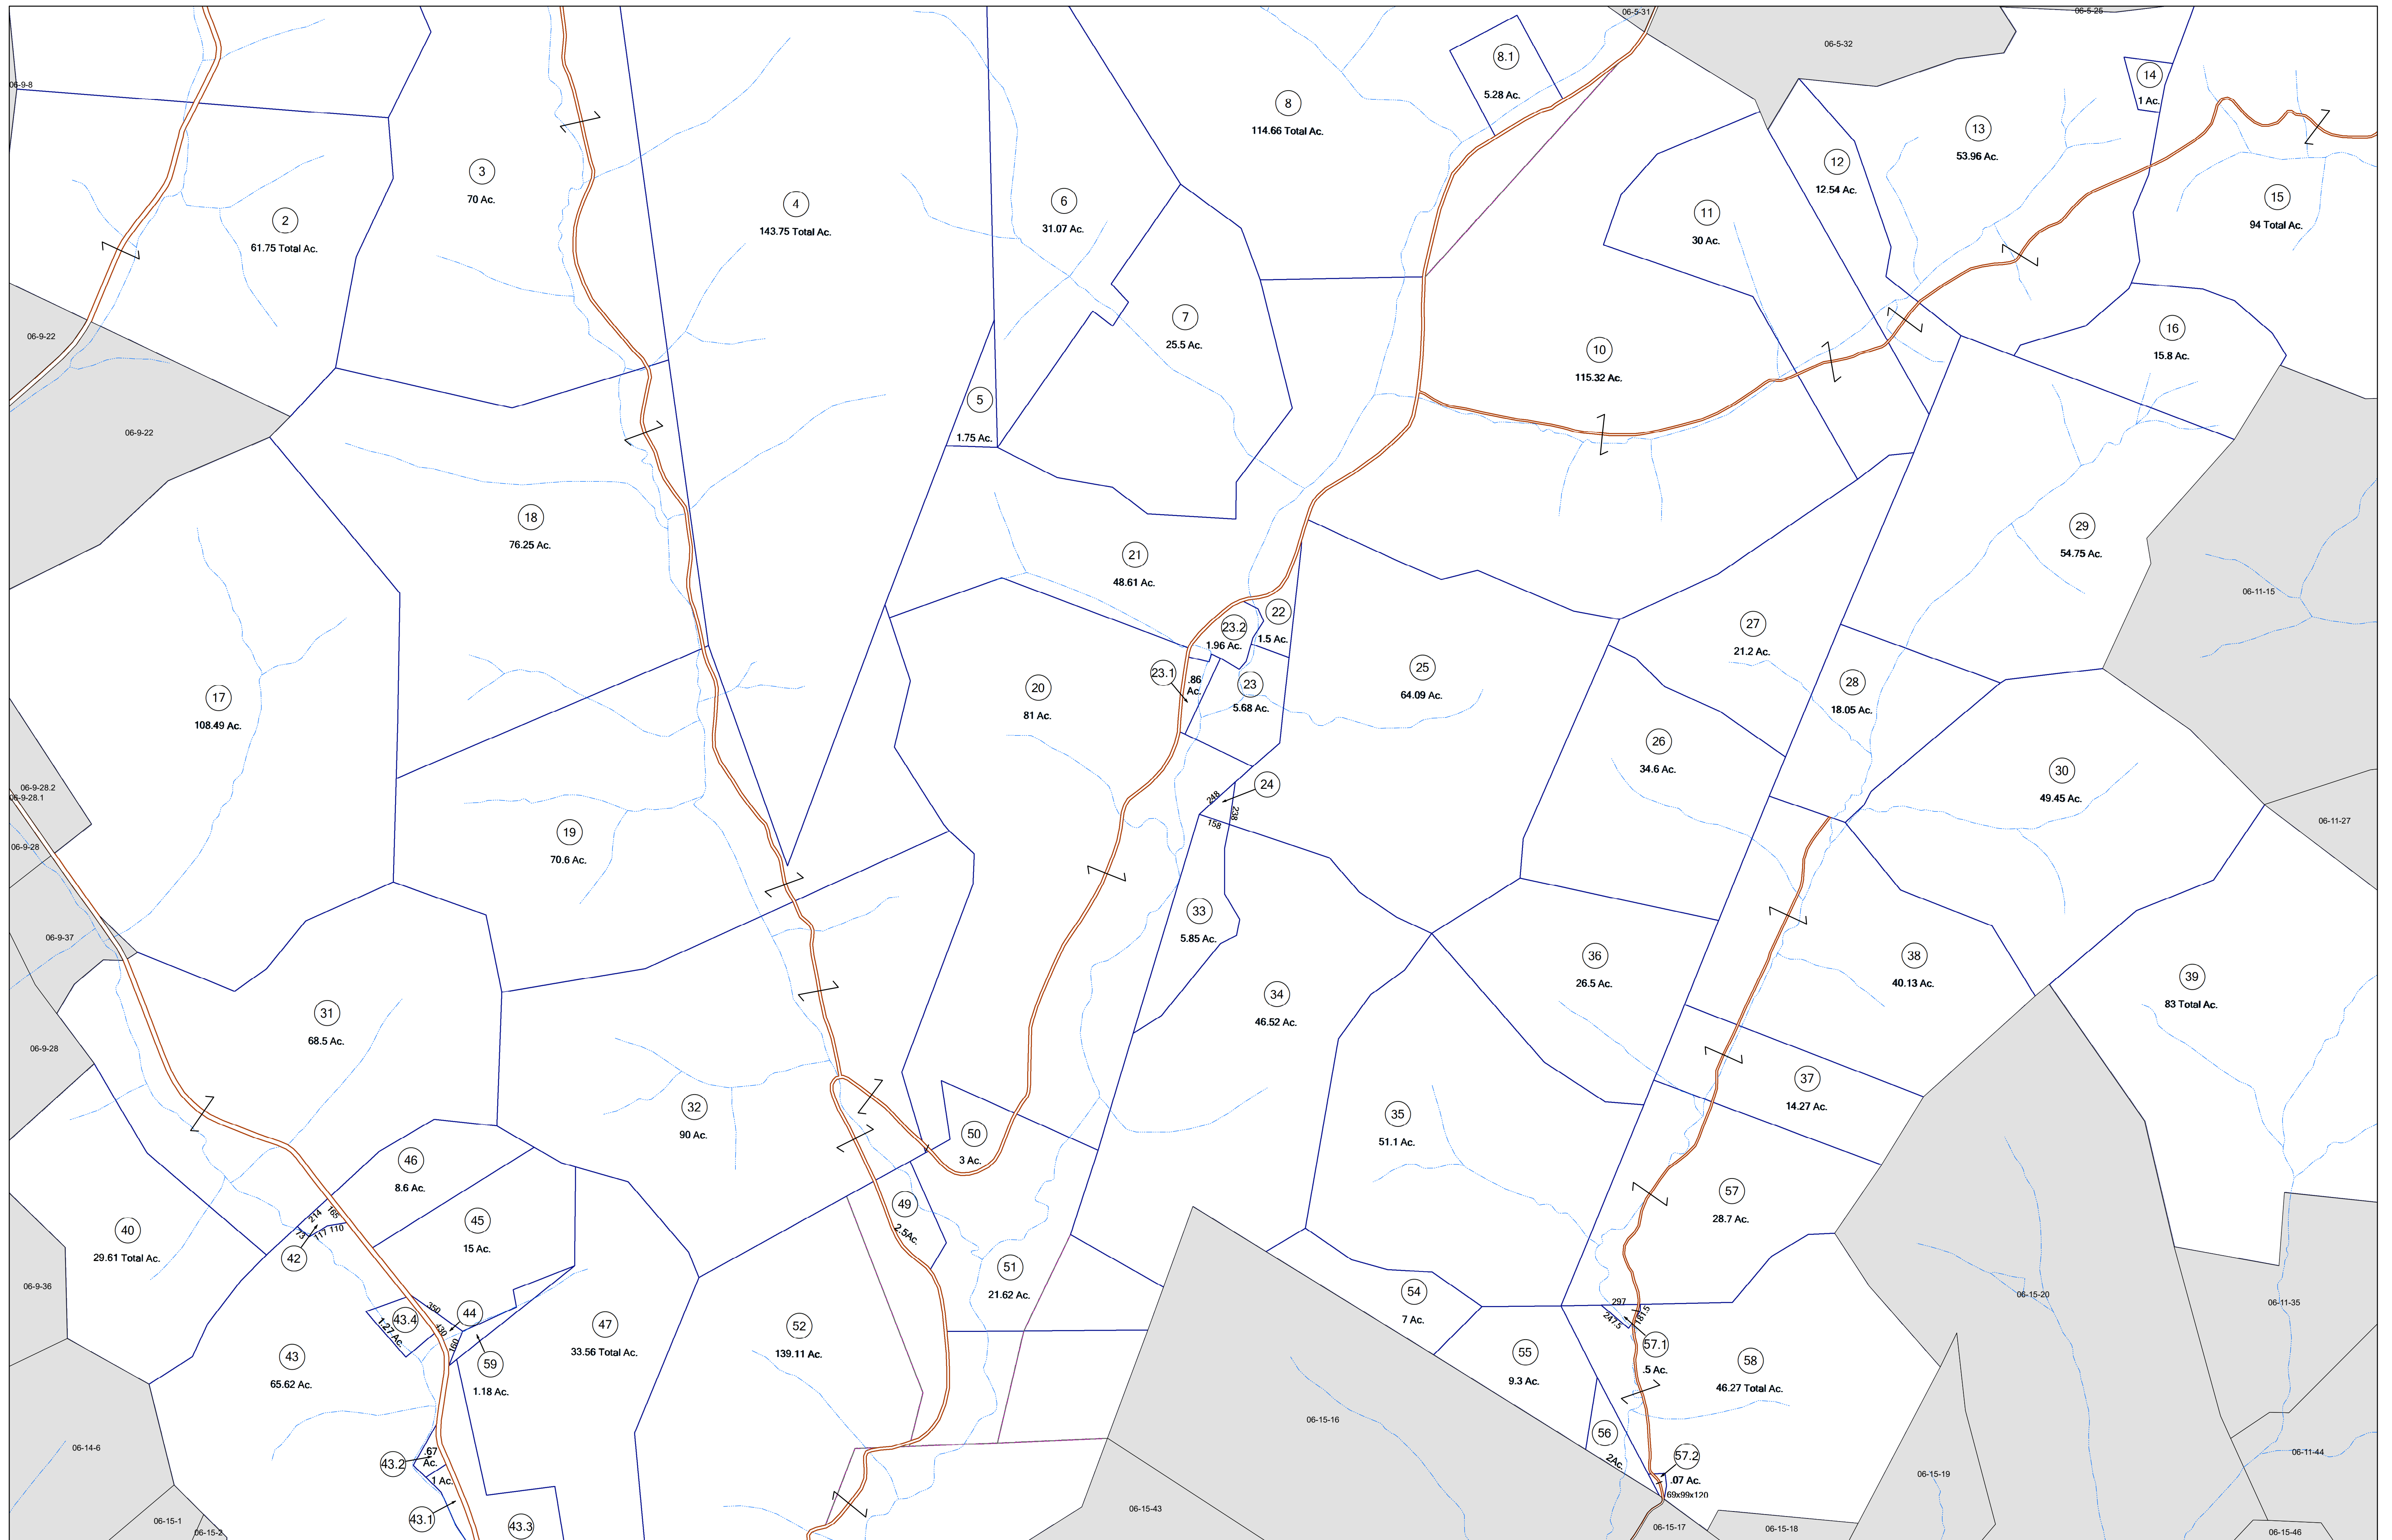 06-5-31
06-5-25
06-5-32
06-9-8
8.1
5.28 Ac.
14
1 Ac.
8
114.66 Total Ac.
13
53.96 Ac.
12
12.54 Ac.
3
70 Ac.
4
143.75 Total Ac.
6
31.07 Ac.
2
61.75 Total Ac.
11
30 Ac.
15
94 Total Ac.
06-9-22
7
25.5 Ac.
10
115.32 Ac.
16
15.8 Ac.
5
1.75 Ac.
06-9-22
18
76.25 Ac.
21
48.61 Ac.
29
54.75 Ac.
06-11-15
22
1.5 Ac.
23.2
1.96 Ac.
27
21.2 Ac.
23.1
.86
Ac.
23
5.68 Ac.
25
64.09 Ac.
28
18.05 Ac.
20
81 Ac.
17
108.49 Ac.
26
34.6 Ac.
30
49.45 Ac.
06-9-28.2
06-9-28.1
24
248
238
158
06-11-27
19
70.6 Ac.
06-9-28
33
5.85 Ac.
06-9-37
36
26.5 Ac.
38
40.13 Ac.
39
83 Total Ac.
34
46.52 Ac.
31
68.5 Ac.
06-9-28
37
14.27 Ac.
32
90 Ac.
35
51.1 Ac.
50
3 Ac.
46
8.6 Ac.
57
28.7 Ac.
49
2.5Ac.
45
15 Ac.
40
29.61 Total Ac.
214
165
73
117
110
42
06-9-36
51
21.62 Ac.
54
7 Ac.
06-15-20
06-11-35
297
247.5
181.5
57.1
.5 Ac.
350
44
430
160
43.4
1.27 Ac.
59
1.18 Ac.
47
33.56 Total Ac.
52
139.11 Ac.
55
9.3 Ac.
58
46.27 Total Ac.
43
65.62 Ac.
06-15-16
56
2Ac.
06-14-6
06-11-44
43.2
.67
Ac.
1 Ac.
57.2
.07 Ac.
69x99x120
06-15-19
06-15-43
43.1
43.3
06-15-1
06-15-2
06-15-17
06-15-18
06-15-46